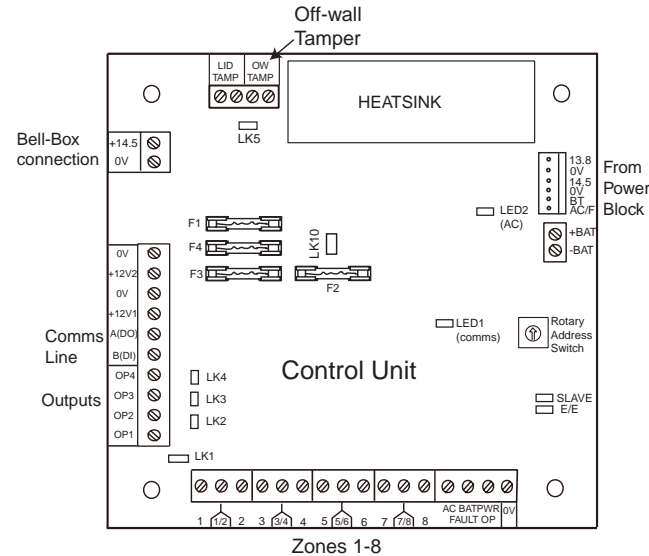 Off-wall
Tamper
LID
TAMP
OW
TAMP
HEATSINK
LK5
Bell-Box
connection
+14.5
0V
13.8
0V
14.5
0V
BT
AC/F
From
Power
Block
LED2
(AC)
+BAT
-BAT
F1
F4
F3
LK10
F2
0V
+12V2
0V
+12V1
A(DO)
B(DI)
OP4
OP3
OP2
OP1
Comms
Line
Outputs
LED1
(comms)
Rotary
Address
Switch
Control Unit
LK4
LK3
LK2
LK1
SLAVE
E/E
1 1/2 2 3 3/4 4 5 5/6 6 7 7/8 8
AC BATPWR
FAULT OP
0V
Zones 1-8